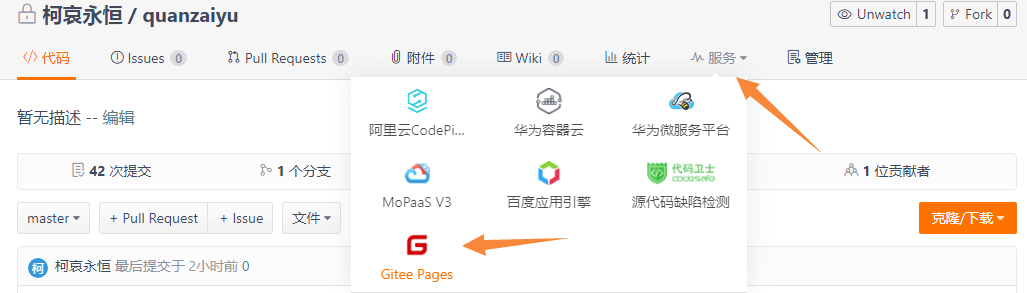 柯哀永恒 / quanzaiyu
Unwatch 1 Fork 0
代码 Issues 0 Pull Requests 0 附件 0 Wiki 0 统计 服务 管理
阿里云CodePi... 华为容器云 华为微服务平台
暂无描述 -- 编辑
42 次提交 1 个分支 1 位贡献者
代码卫士
codesafe
MoPaaS V3 百度应用引擎 源代码缺陷检测
master + Pull Request + Issue 文件 克隆/下载
柯 柯哀永恒 最后提交于 2小时前 0
Gitee Pages